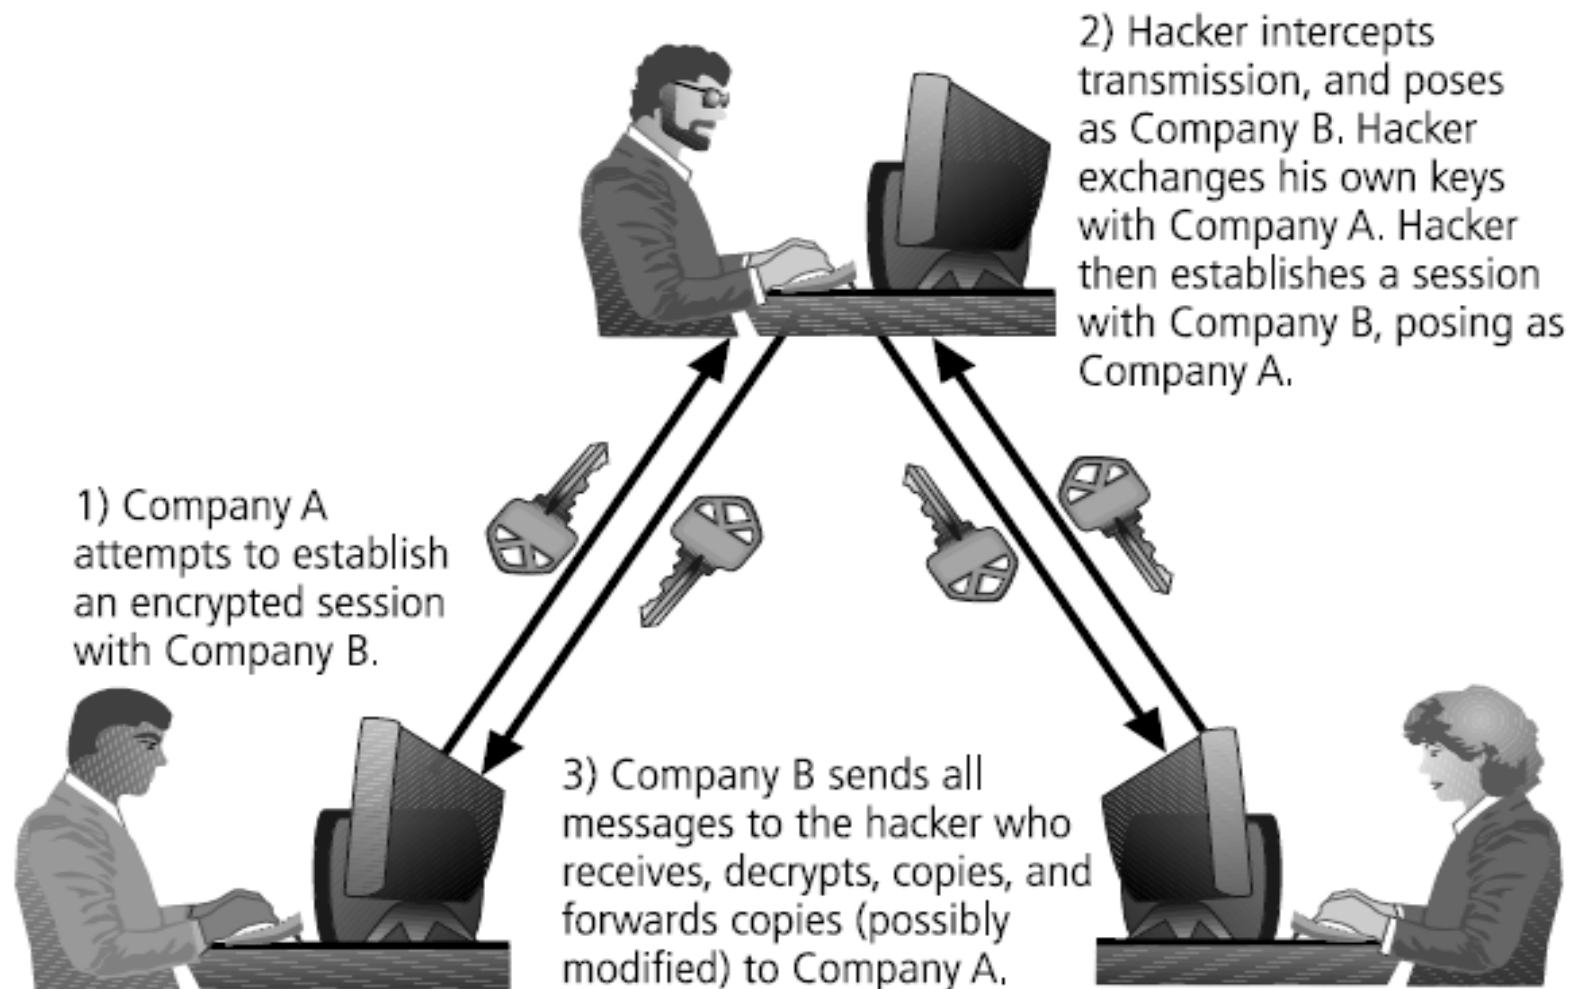 2) Hacker intercepts
transmission, and poses
as Company B. Hacker
exchanges his own keys
with Company A. Hacker
then establishes a session
with Company B, posing as
Company A.
1) Company A
attempts to establish
an encrypted session
with Company B.
3) Company B sends all
messages to the hacker who
receives, decrypts, copies, and
forwards copies (possibly
modified) to Company A.